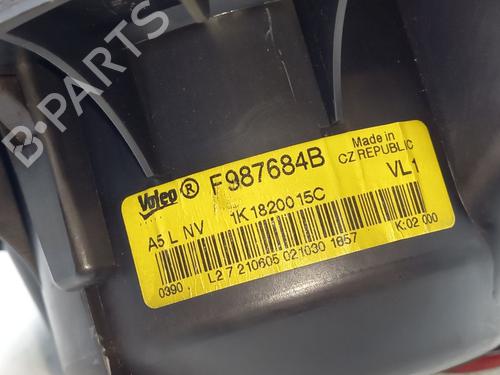 B-PARTS
Valeo ® F987684B
Made in
CZ REPUBLIC
A5 L NV 1K1820015C VL1
0390 L2 7 210605 021030 1857 K:02 000